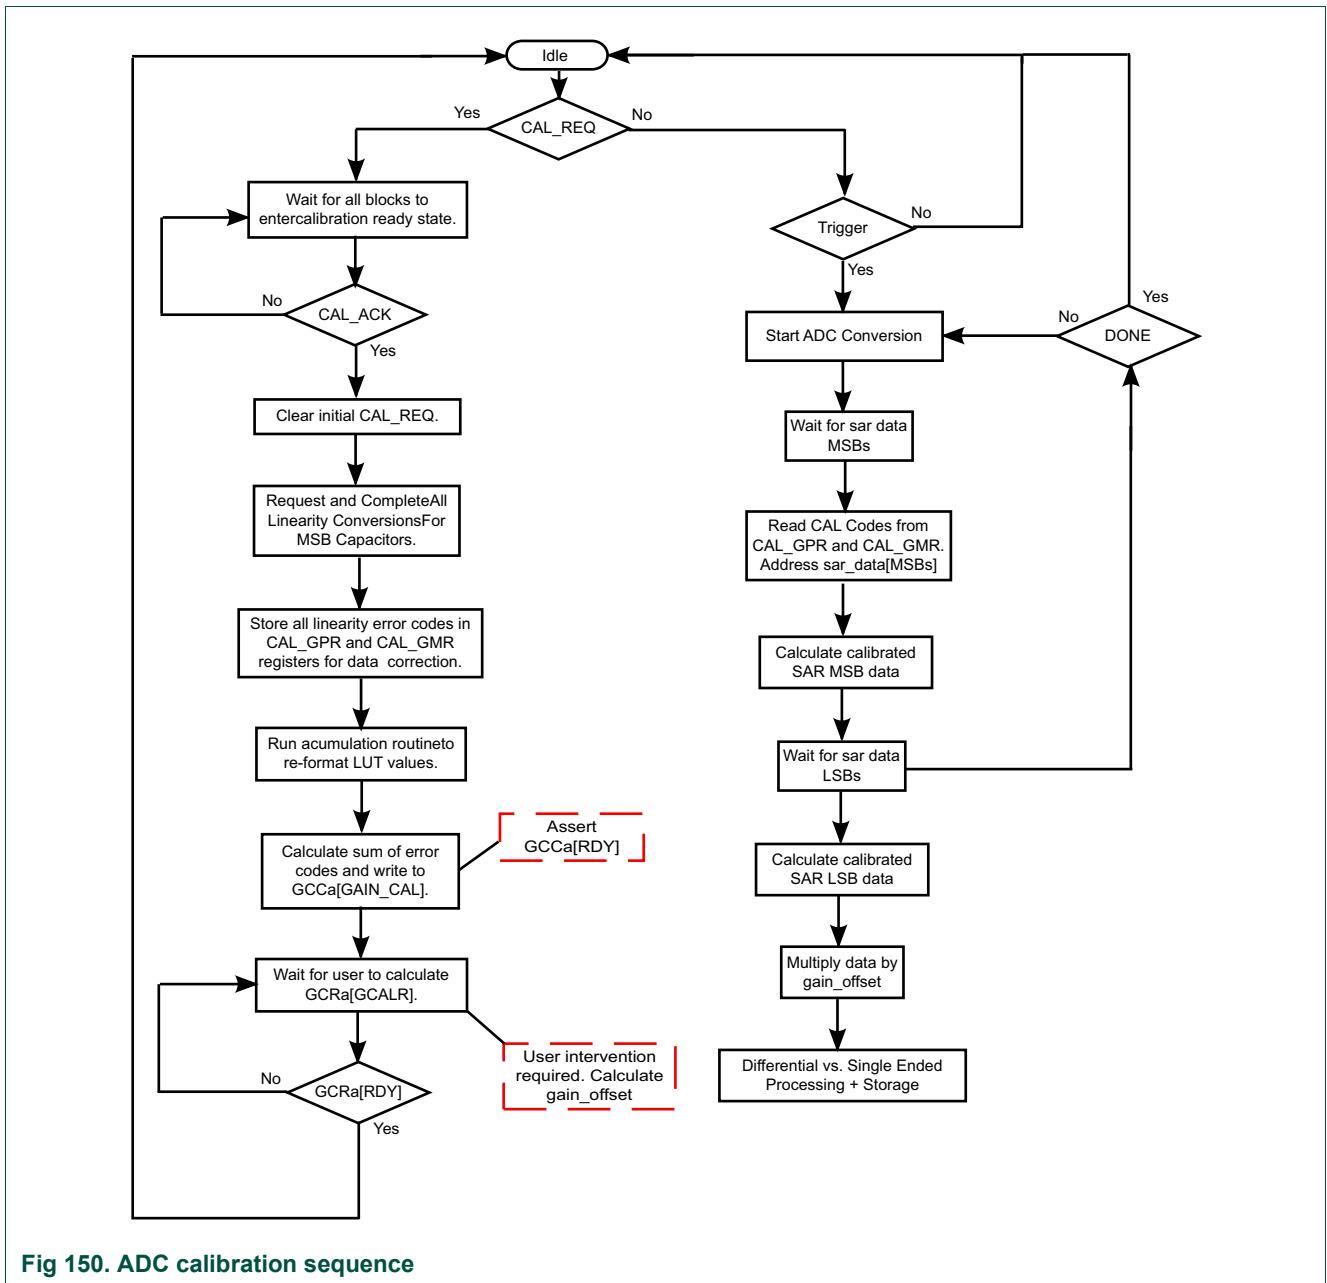 Idle
Yes
CAL_REQ
No
Wait for all blocks to
entercalibration ready state.
No
CAL_ACK
Yes
Clear initial CAL_REQ.
Request and CompleteAll
Linearity ConversionsFor
MSB Capacitors.
Store all linearity error codes in
CAL_GPR and CAL_GMR
registers for data correction.
Run acumulation routineto
re-format LUT values.
Calculate sum of error
codes and write to
GCCa[GAIN_CAL].
Assert
GCCa[RDY]
Wait for user to calculate
GCRa[GCALR].
User intervention
required. Calculate
gain_offset
No
GCRa[RDY]
Yes
Trigger
No
Yes
Start ADC Conversion
No
DONE
Yes
Wait for sar data
MSBs
Read CAL Codes from
CAL_GPR and CAL_GMR.
Address sar_data[MSBs]
Calculate calibrated
SAR MSB data
Wait for sar data
LSBs
Calculate calibrated
SAR LSB data
Multiply data by
gain_offset
Differential vs. Single Ended
Processing + Storage
Fig 150. ADC calibration sequence